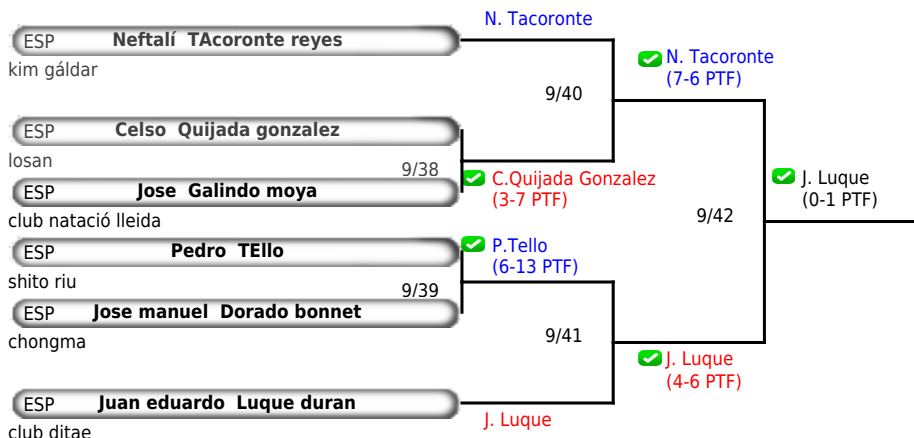 N. Tacoronte
ESP Neftalí TAcoronte reyes
kim gáldar
N. Tacoronte
(7-6 PTF)
9/40
ESP Celso Quijada gonzalez
losan
9/38
C.Quijada Gonzalez
(3-7 PTF)
J. Luque
(0-1 PTF)
ESP Jose Galindo moya
club natació lleida
9/42
ESP Pedro TEllo
shito riu
P.Tello
(6-13 PTF)
9/39
ESP Jose manuel Dorado bonnet
chongma
9/41
J. Luque
(4-6 PTF)
ESP Juan eduardo Luque duran
club ditae
J. Luque